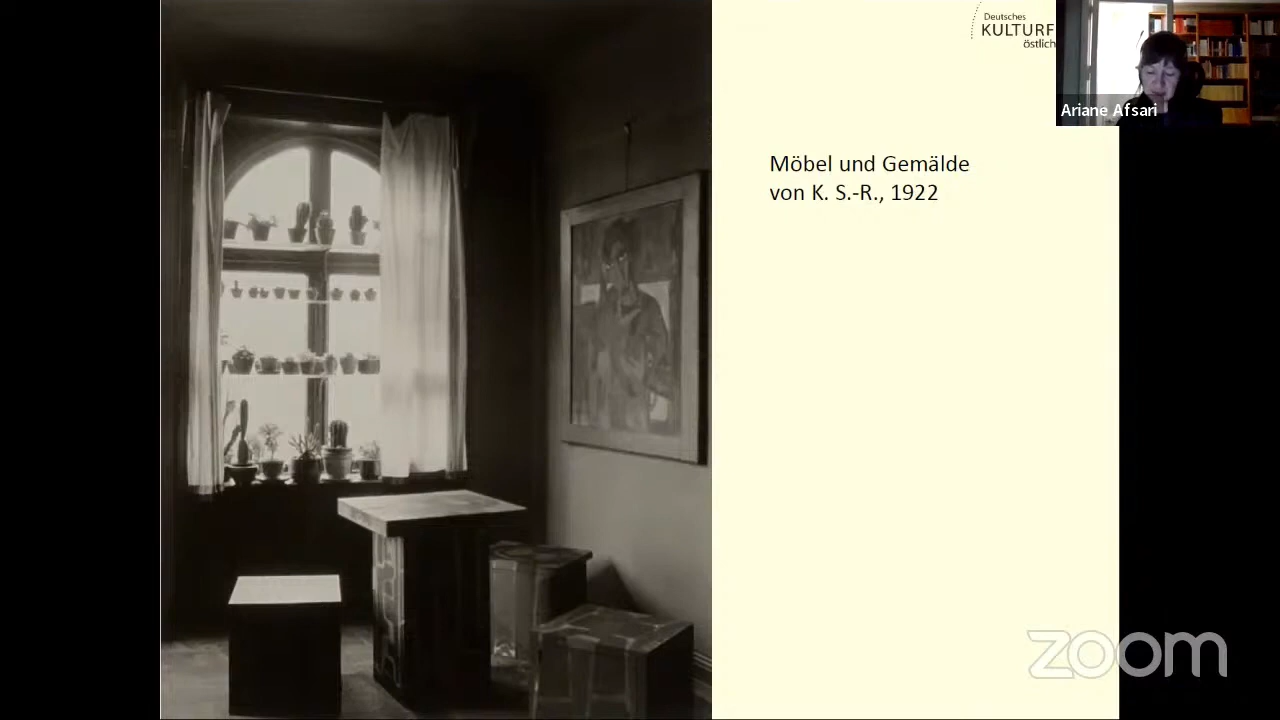 Deutsches
KULTURF
östlich
Ariane Afsari
Möbel und Gemälde
von K. S.-R., 1922
zoom